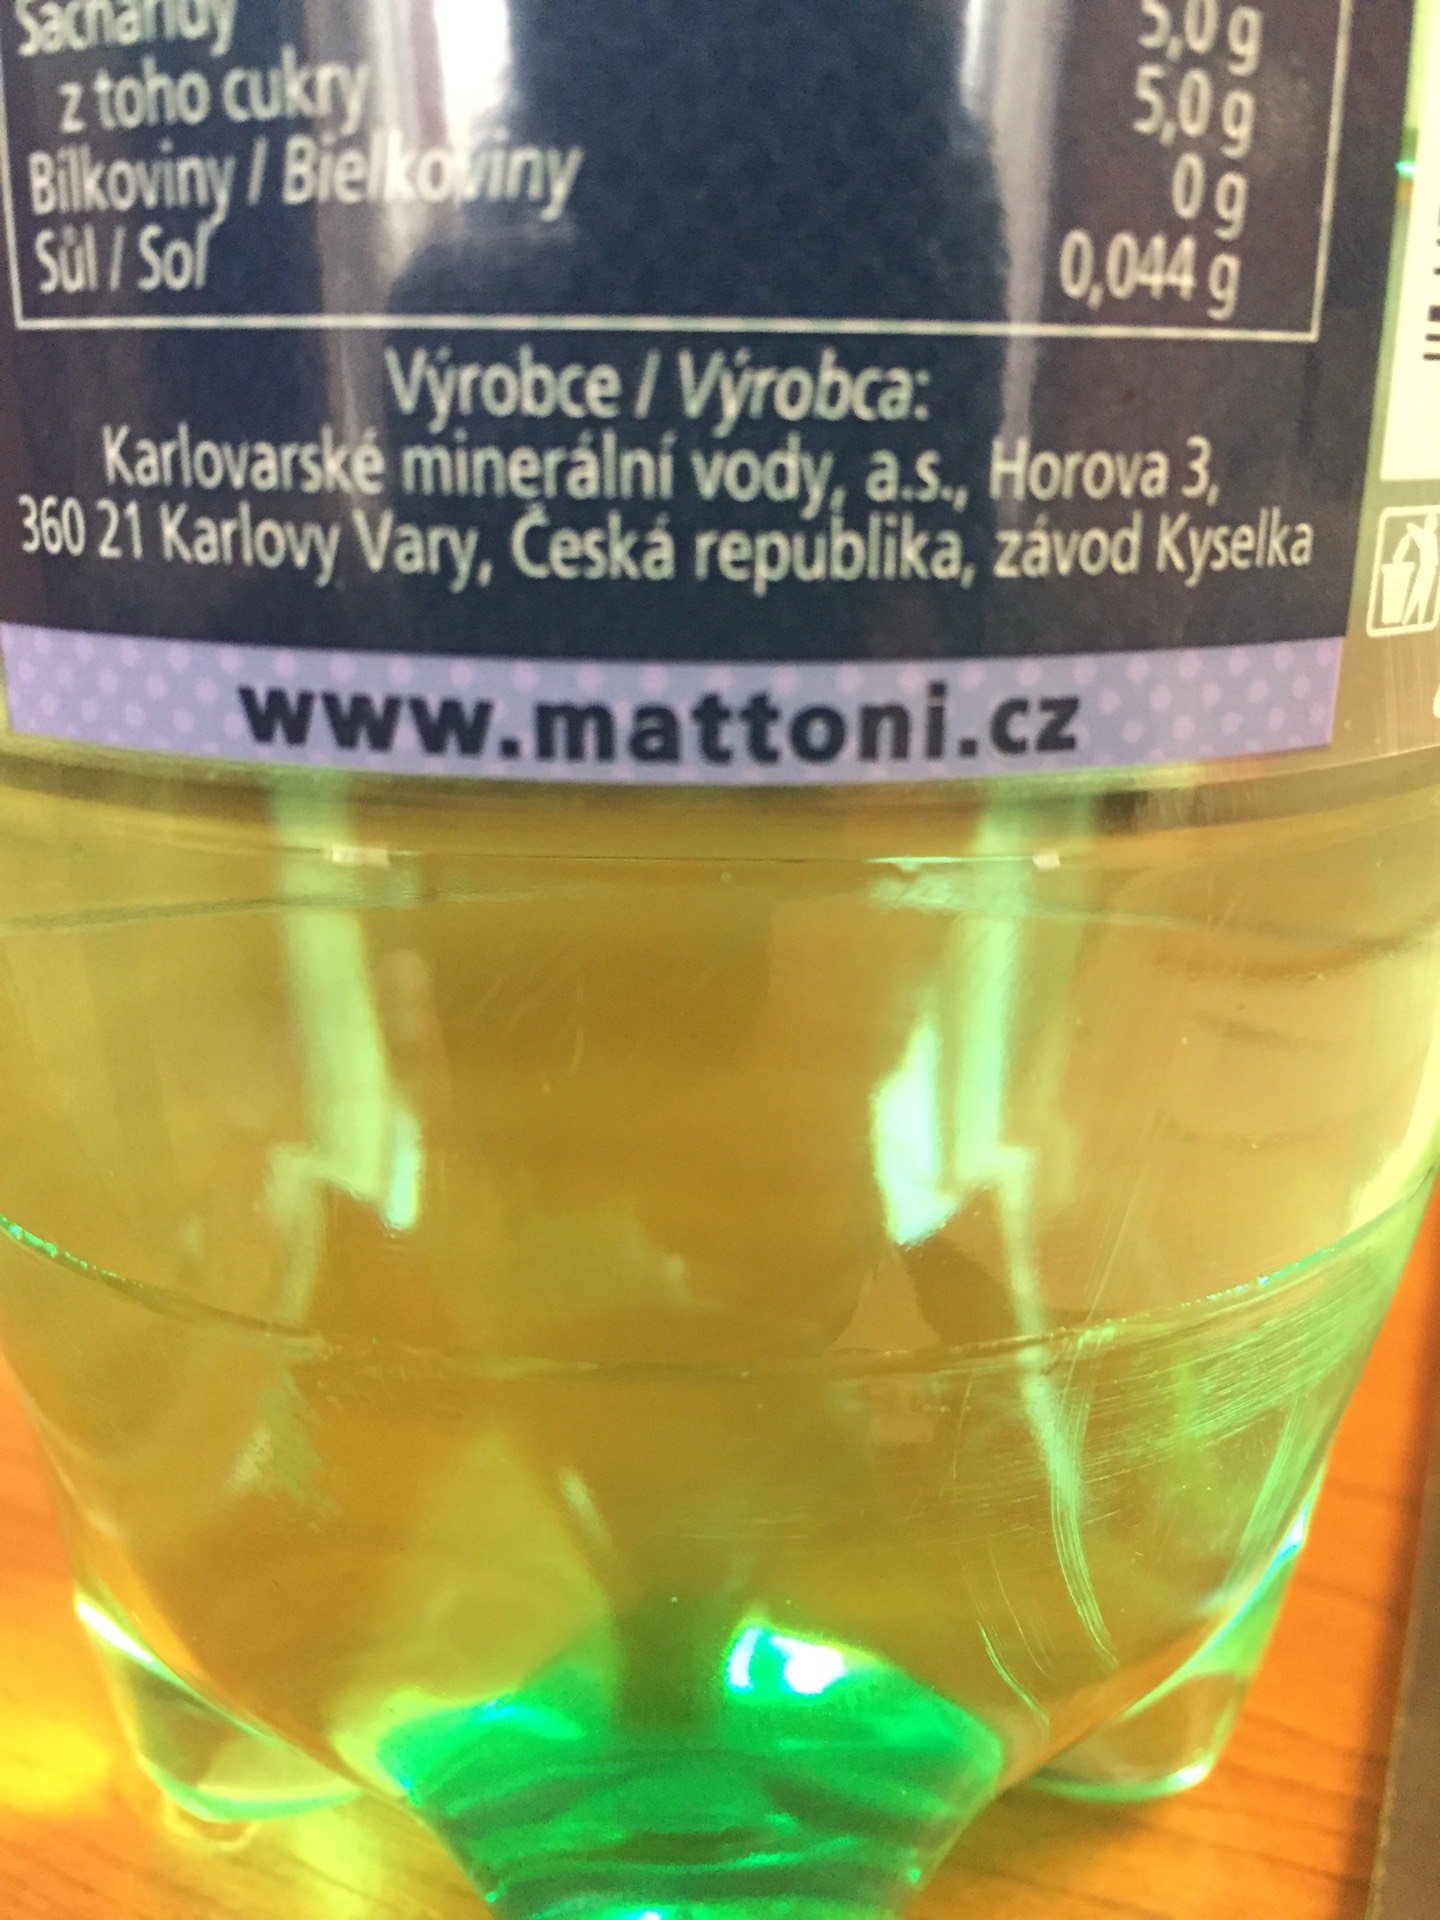 Sacharidy 5,0 g
z toho cukry 5,0 g
Bílkoviny / Bielkoviny 0 g
Sůl / Soľ 0,044 g
Výrobce / Výrobca:
Karlovarské minerální vody, a.s., Horova 3,
360 21 Karlovy Vary, Česká republika, závod Kyselka
www.mattoni.cz